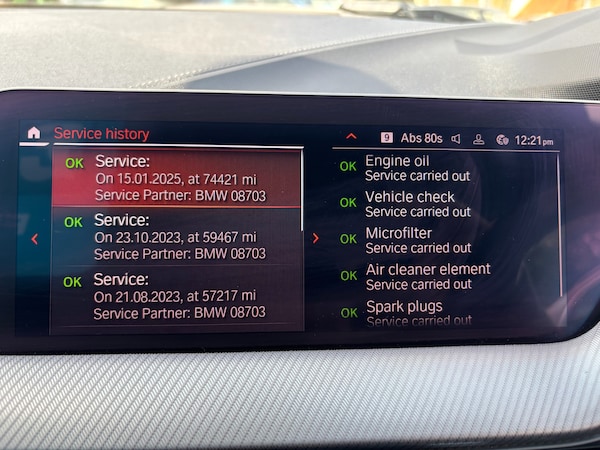 Service history
9 Abs 80s 12:21pm
OK Service:
On 15.01.2025, at 74421 mi
Service Partner: BMW 08703
OK Service:
On 23.10.2023, at 59467 mi
Service Partner: BMW 08703
OK Service:
On 21.08.2023, at 57217 mi
Service Partner: BMW 08703
OK Engine oil
Service carried out
OK Vehicle check
Service carried out
OK Microfilter
Service carried out
OK Air cleaner element
Service carried out
OK Spark plugs
Service carried out